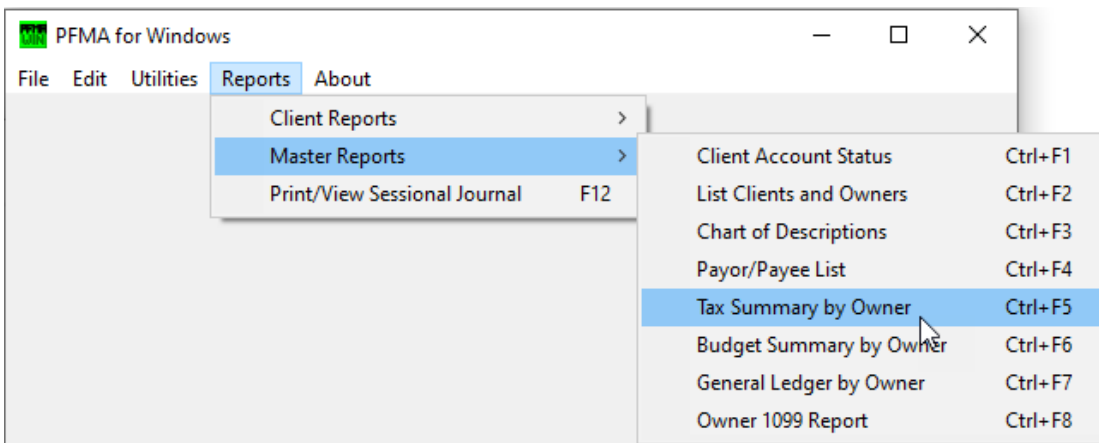 WIN PFMA for Windows
File Edit Utilities Reports About
Client Reports
Master Reports
Print/View Sessional Journal F12
Client Account Status Ctrl+F1
List Clients and Owners Ctrl+F2
Chart of Descriptions Ctrl+F3
Payor/Payee List Ctrl+F4
Tax Summary by Owner Ctrl+F5
Budget Summary by Owner Ctrl+F6
General Ledger by Owner Ctrl+F7
Owner 1099 Report Ctrl+F8